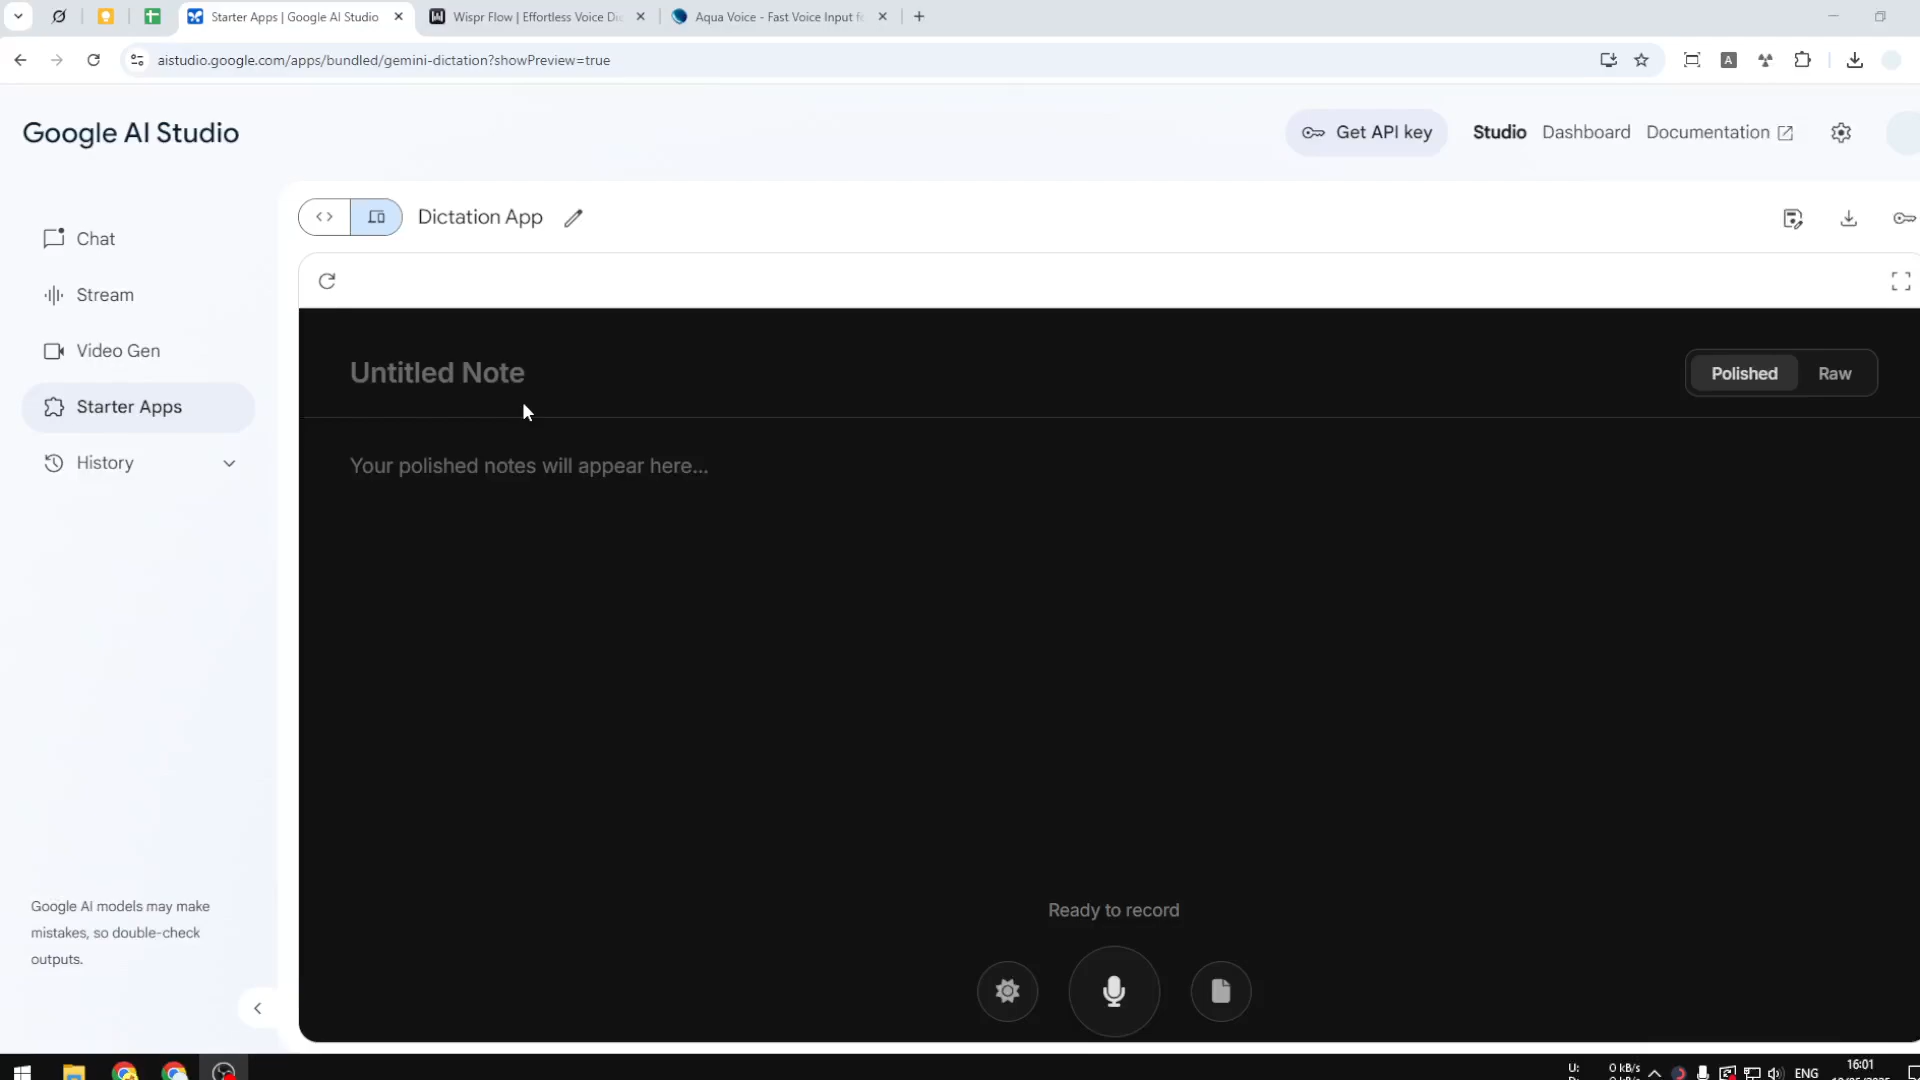 Starter Apps | Google AI Studio
Wispr Flow | Effortless Voice Di
Aqua Voice - Fast Voice Input fo
aistudio.google.com/apps/bundled/gemini-dictation?showPreview=true
A
Google AI Studio
Get API key
Studio
Dashboard
Documentation
Chat
Stream
Video Gen
Starter Apps
History
Dictation App
Untitled Note
Polished
Raw
Your polished notes will appear here...
Ready to record
Google AI models may make
mistakes, so double-check
outputs.
U:
0 kB/s
ENG
16:01